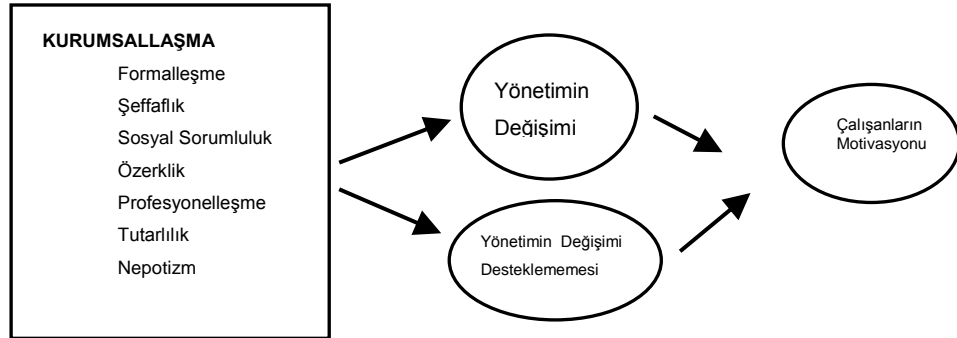 KURUMSALLAŞMA
Formalleşme
Şeffaflık
Sosyal Sorumluluk
Özerklik
Profesyonelleşme
Tutarlılık
Nepotizm
Yönetimin
Değişimi
Yönetimin Değişimi
Desteklememesi
Çalışanların
Motivasyonu